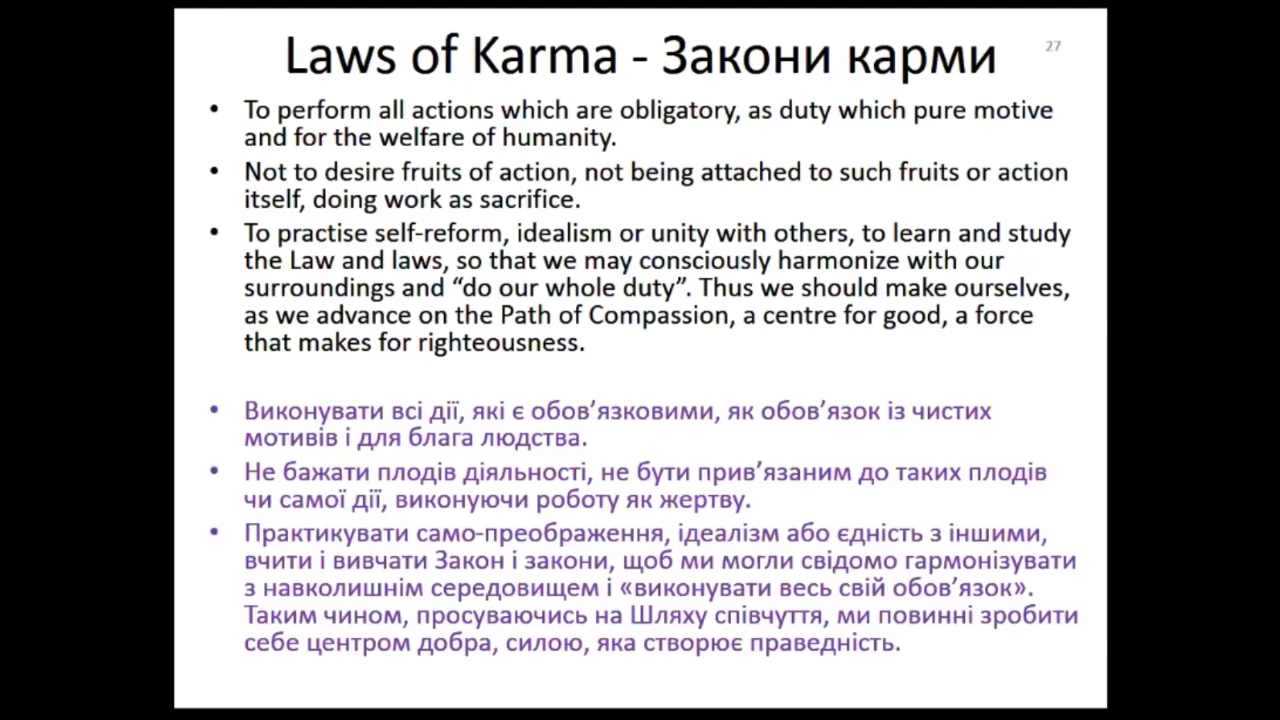 Laws of Karma - Закони карми
27
• To perform all actions which are obligatory, as duty which pure motive
and for the welfare of humanity.
• Not to desire fruits of action, not being attached to such fruits or action
itself, doing work as sacrifice.
• To practise self-reform, idealism or unity with others, to learn and study
the Law and laws, so that we may consciously harmonize with our
surroundings and “do our whole duty”. Thus we should make ourselves,
as we advance on the Path of Compassion, a centre for good, a force
that makes for righteousness.
• Виконувати всі дії, які є обов’язковими, як обов’язок із чистих
мотивів і для блага людства.
• Не бажати плодів діяльності, не бути прив’язаним до таких плодів
чи самої дії, виконуючи роботу як жертву.
• Практикувати само-преображення, ідеалізм або єдність з іншими,
вчити і вивчати Закон і закони, щоб ми могли свідомо гармонізувати
з навколишнім середовищем і «виконувати весь свій обов’язок».
Таким чином, просуваючись на Шляху співчуття, ми повинні зробити
себе центром добра, силою, яка створює праведність.